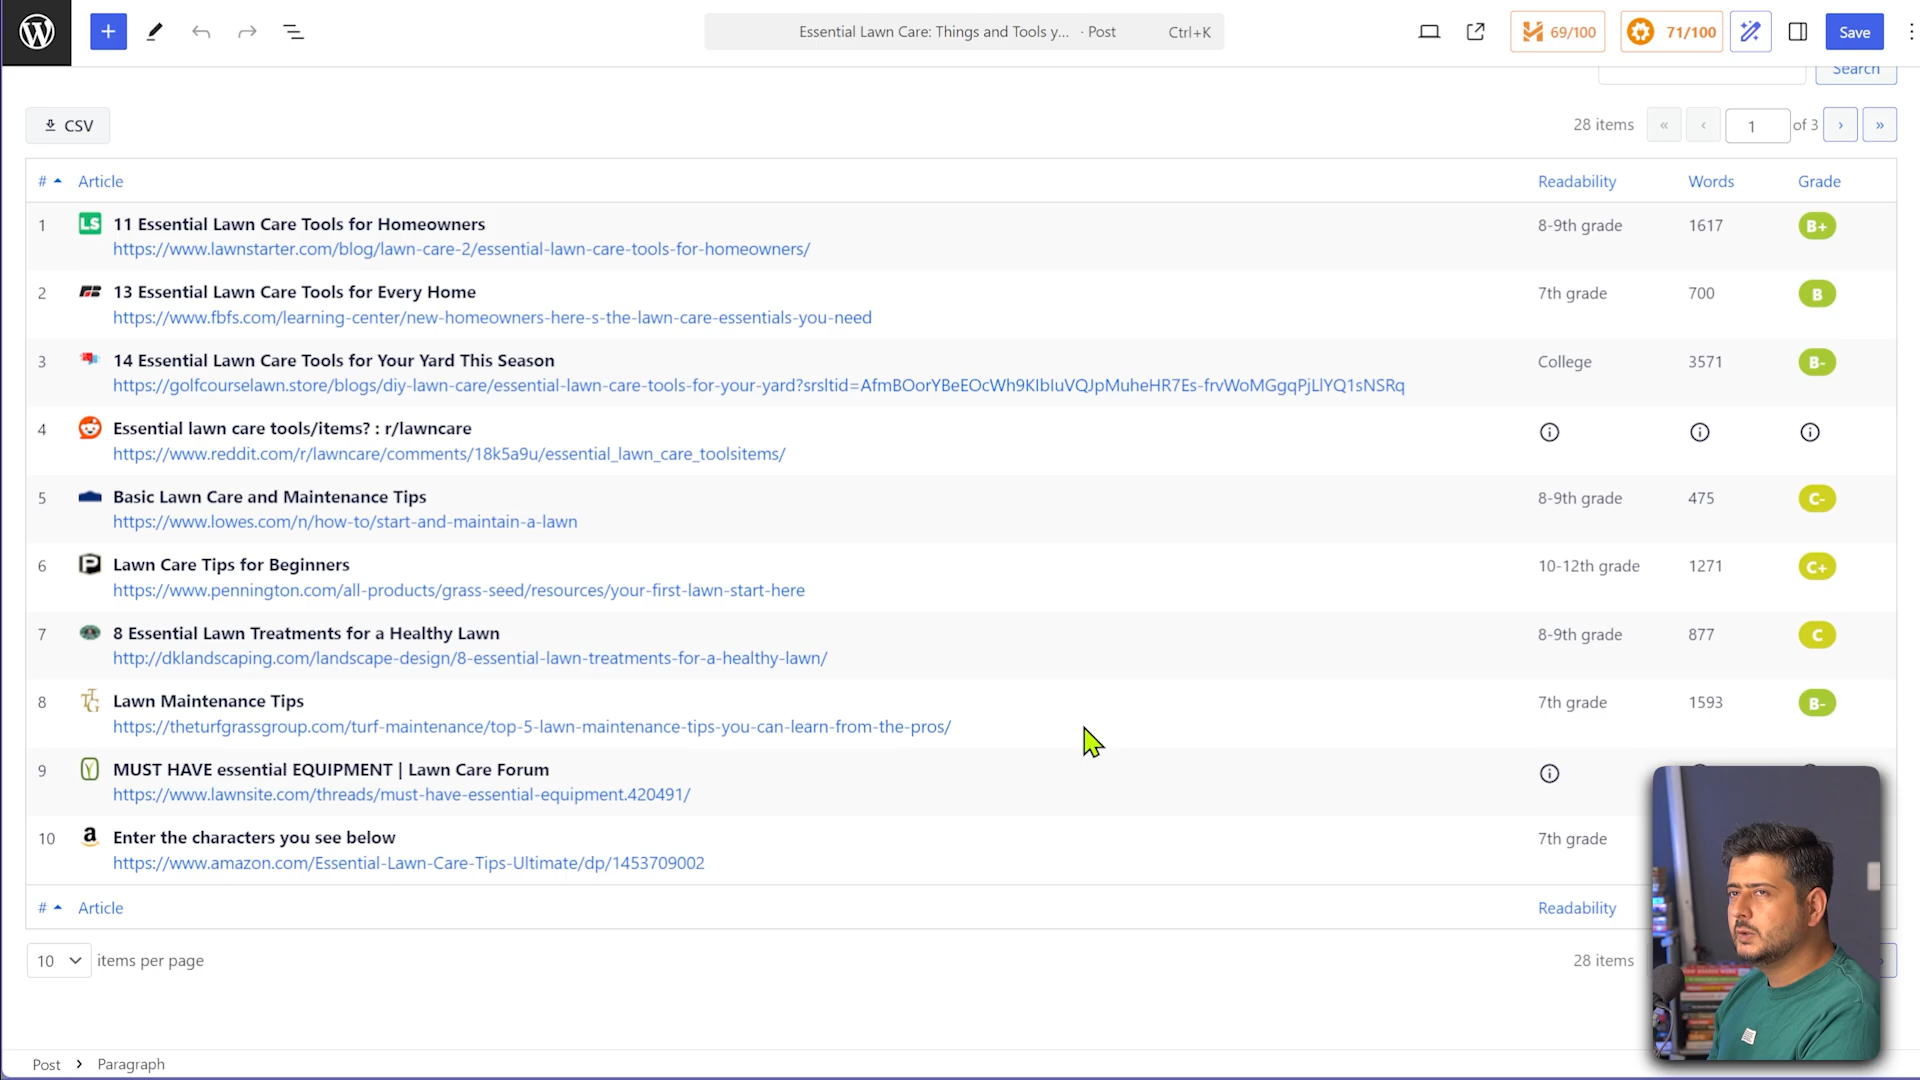 Essential Lawn Care: Things and Tools y... · Post Ctrl+K
69/100
71/100
Save
Search
CSV
28 items « ‹ 1 of 3 › »
# Article Readability Words Grade
1 LS 11 Essential Lawn Care Tools for Homeowners 8-9th grade 1617 B+
https://www.lawnstarter.com/blog/lawn-care-2/essential-lawn-care-tools-for-homeowners/
2 13 Essential Lawn Care Tools for Every Home 7th grade 700 B
https://www.fbfs.com/learning-center/new-homeowners-here-s-the-lawn-care-essentials-you-need
3 14 Essential Lawn Care Tools for Your Yard This Season College 3571 B-
https://golfcourselawn.store/blogs/diy-lawn-care/essential-lawn-care-tools-for-your-yard?srsltid=AfmBOorYBeEOcWh9KIbIuVQJpMuheHR7Es-frvWoMGgqPjLlYQ1sNSRq
4 Essential lawn care tools/items? : r/lawncare
https://www.reddit.com/r/lawncare/comments/18k5a9u/essential_lawn_care_toolsitems/
5 Basic Lawn Care and Maintenance Tips 8-9th grade 475 C-
https://www.lowes.com/n/how-to/start-and-maintain-a-lawn
6 P Lawn Care Tips for Beginners 10-12th grade 1271 C+
https://www.pennington.com/all-products/grass-seed/resources/your-first-lawn-start-here
7 8 Essential Lawn Treatments for a Healthy Lawn 8-9th grade 877 C
http://dklandscaping.com/landscape-design/8-essential-lawn-treatments-for-a-healthy-lawn/
8 TTG Lawn Maintenance Tips 7th grade 1593 B-
https://theturfgrassgroup.com/turf-maintenance/top-5-lawn-maintenance-tips-you-can-learn-from-the-pros/
9 MUST HAVE essential EQUIPMENT | Lawn Care Forum
https://www.lawnsite.com/threads/must-have-essential-equipment.420491/
10 a Enter the characters you see below 7th grade
https://www.amazon.com/Essential-Lawn-Care-Tips-Ultimate/dp/1453709002
# Article Readability
10 items per page 28 items
Post › Paragraph